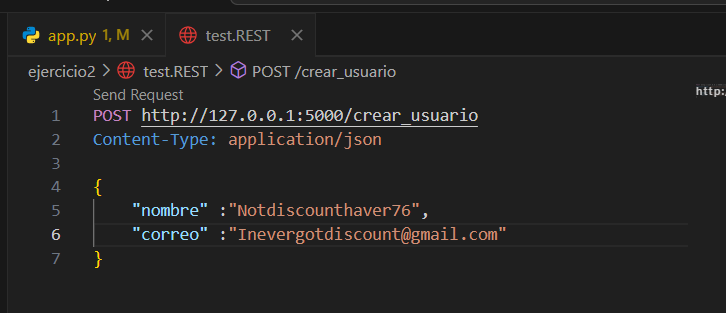 app.py 1, M test.REST
ejercicio2 > test.REST > POST /crear_usuario
Send Request
http:/
1 POST http://127.0.0.1:5000/crear_usuario
2 Content-Type: application/json
3
4 {
5 "nombre" :"Notdiscounthaver76",
6 "correo" :"Inevergotdiscount@gmail.com"
7 }